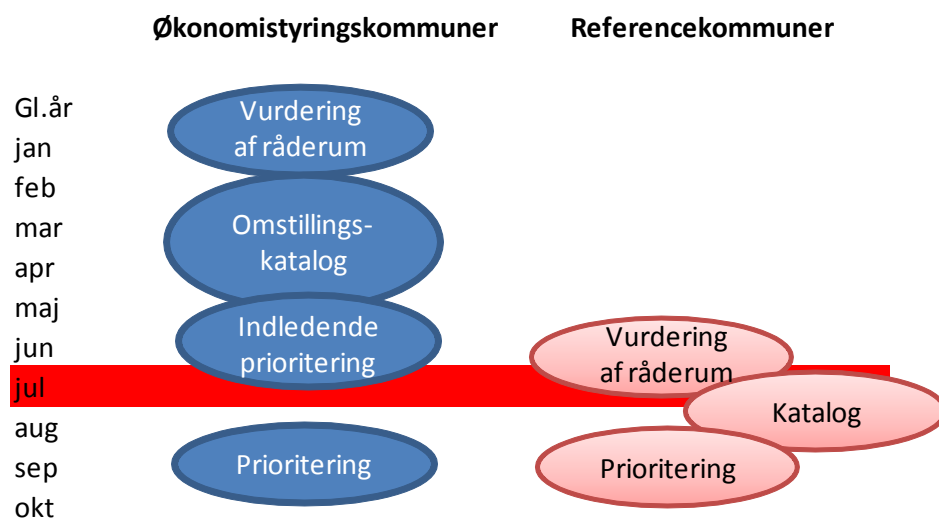 Økonomistyringskommuner Referencekommuner
Gl.år
jan
feb
mar
apr
maj
jun
jul
aug
sep
okt
Vurdering
af råderum
Omstillings-
katalog
Indledende
prioritering
Prioritering
Vurdering
af råderum
Katalog
Prioritering